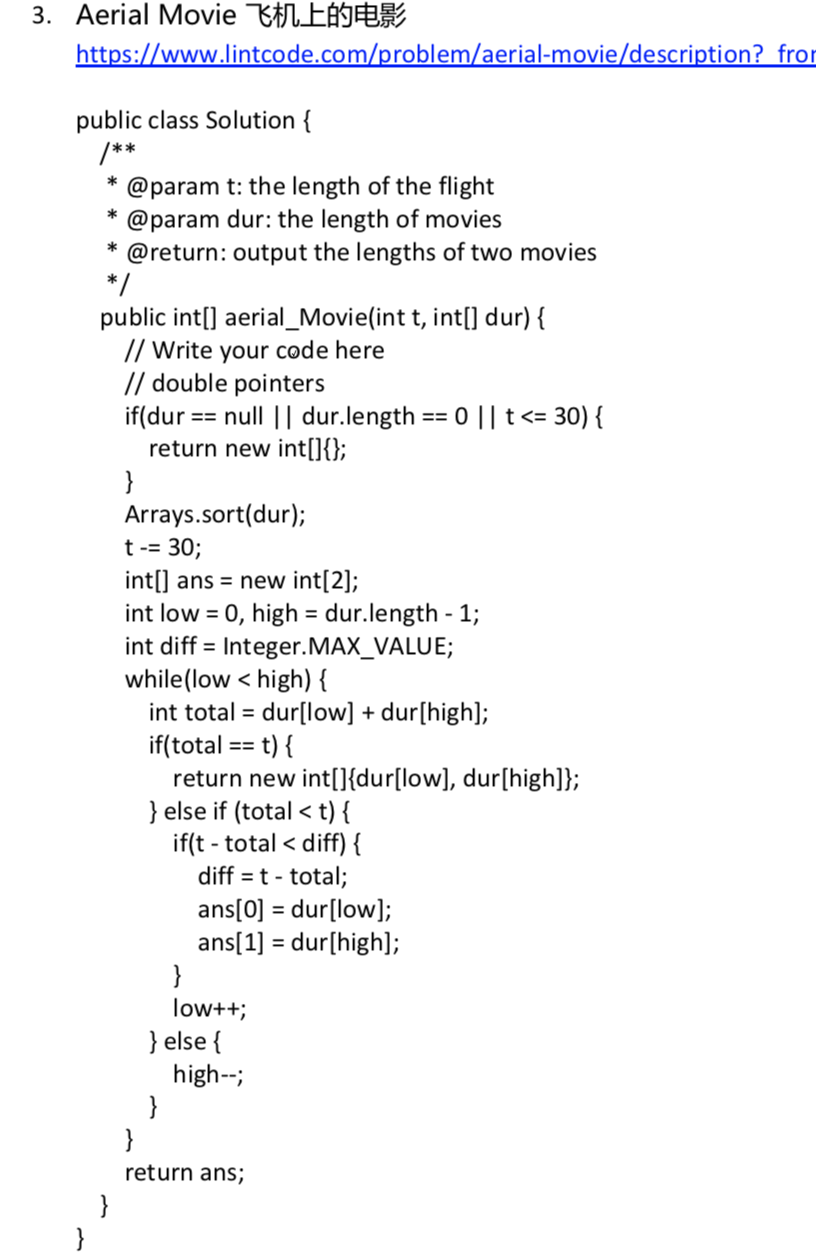 3. Aerial Movie 飞机上的电影
https://www.lintcode.com/problem/aerial-movie/description?_fror
public class Solution {
/**
* @param t: the length of the flight
* @param dur: the length of movies
* @return: output the lengths of two movies
*/
public int[] aerial_Movie(int t, int[] dur) {
// Write your code here
// double pointers
if(dur == null || dur.length == 0 || t <= 30) {
return new int[]{};
}
Arrays.sort(dur);
t -= 30;
int[] ans = new int[2];
int low = 0, high = dur.length - 1;
int diff = Integer.MAX_VALUE;
while(low < high) {
int total = dur[low] + dur[high];
if(total == t) {
return new int[]{dur[low], dur[high]};
} else if (total < t) {
if(t - total < diff) {
diff = t - total;
ans[0] = dur[low];
ans[1] = dur[high];
}
low++;
} else {
high--;
}
}
return ans;
}
}